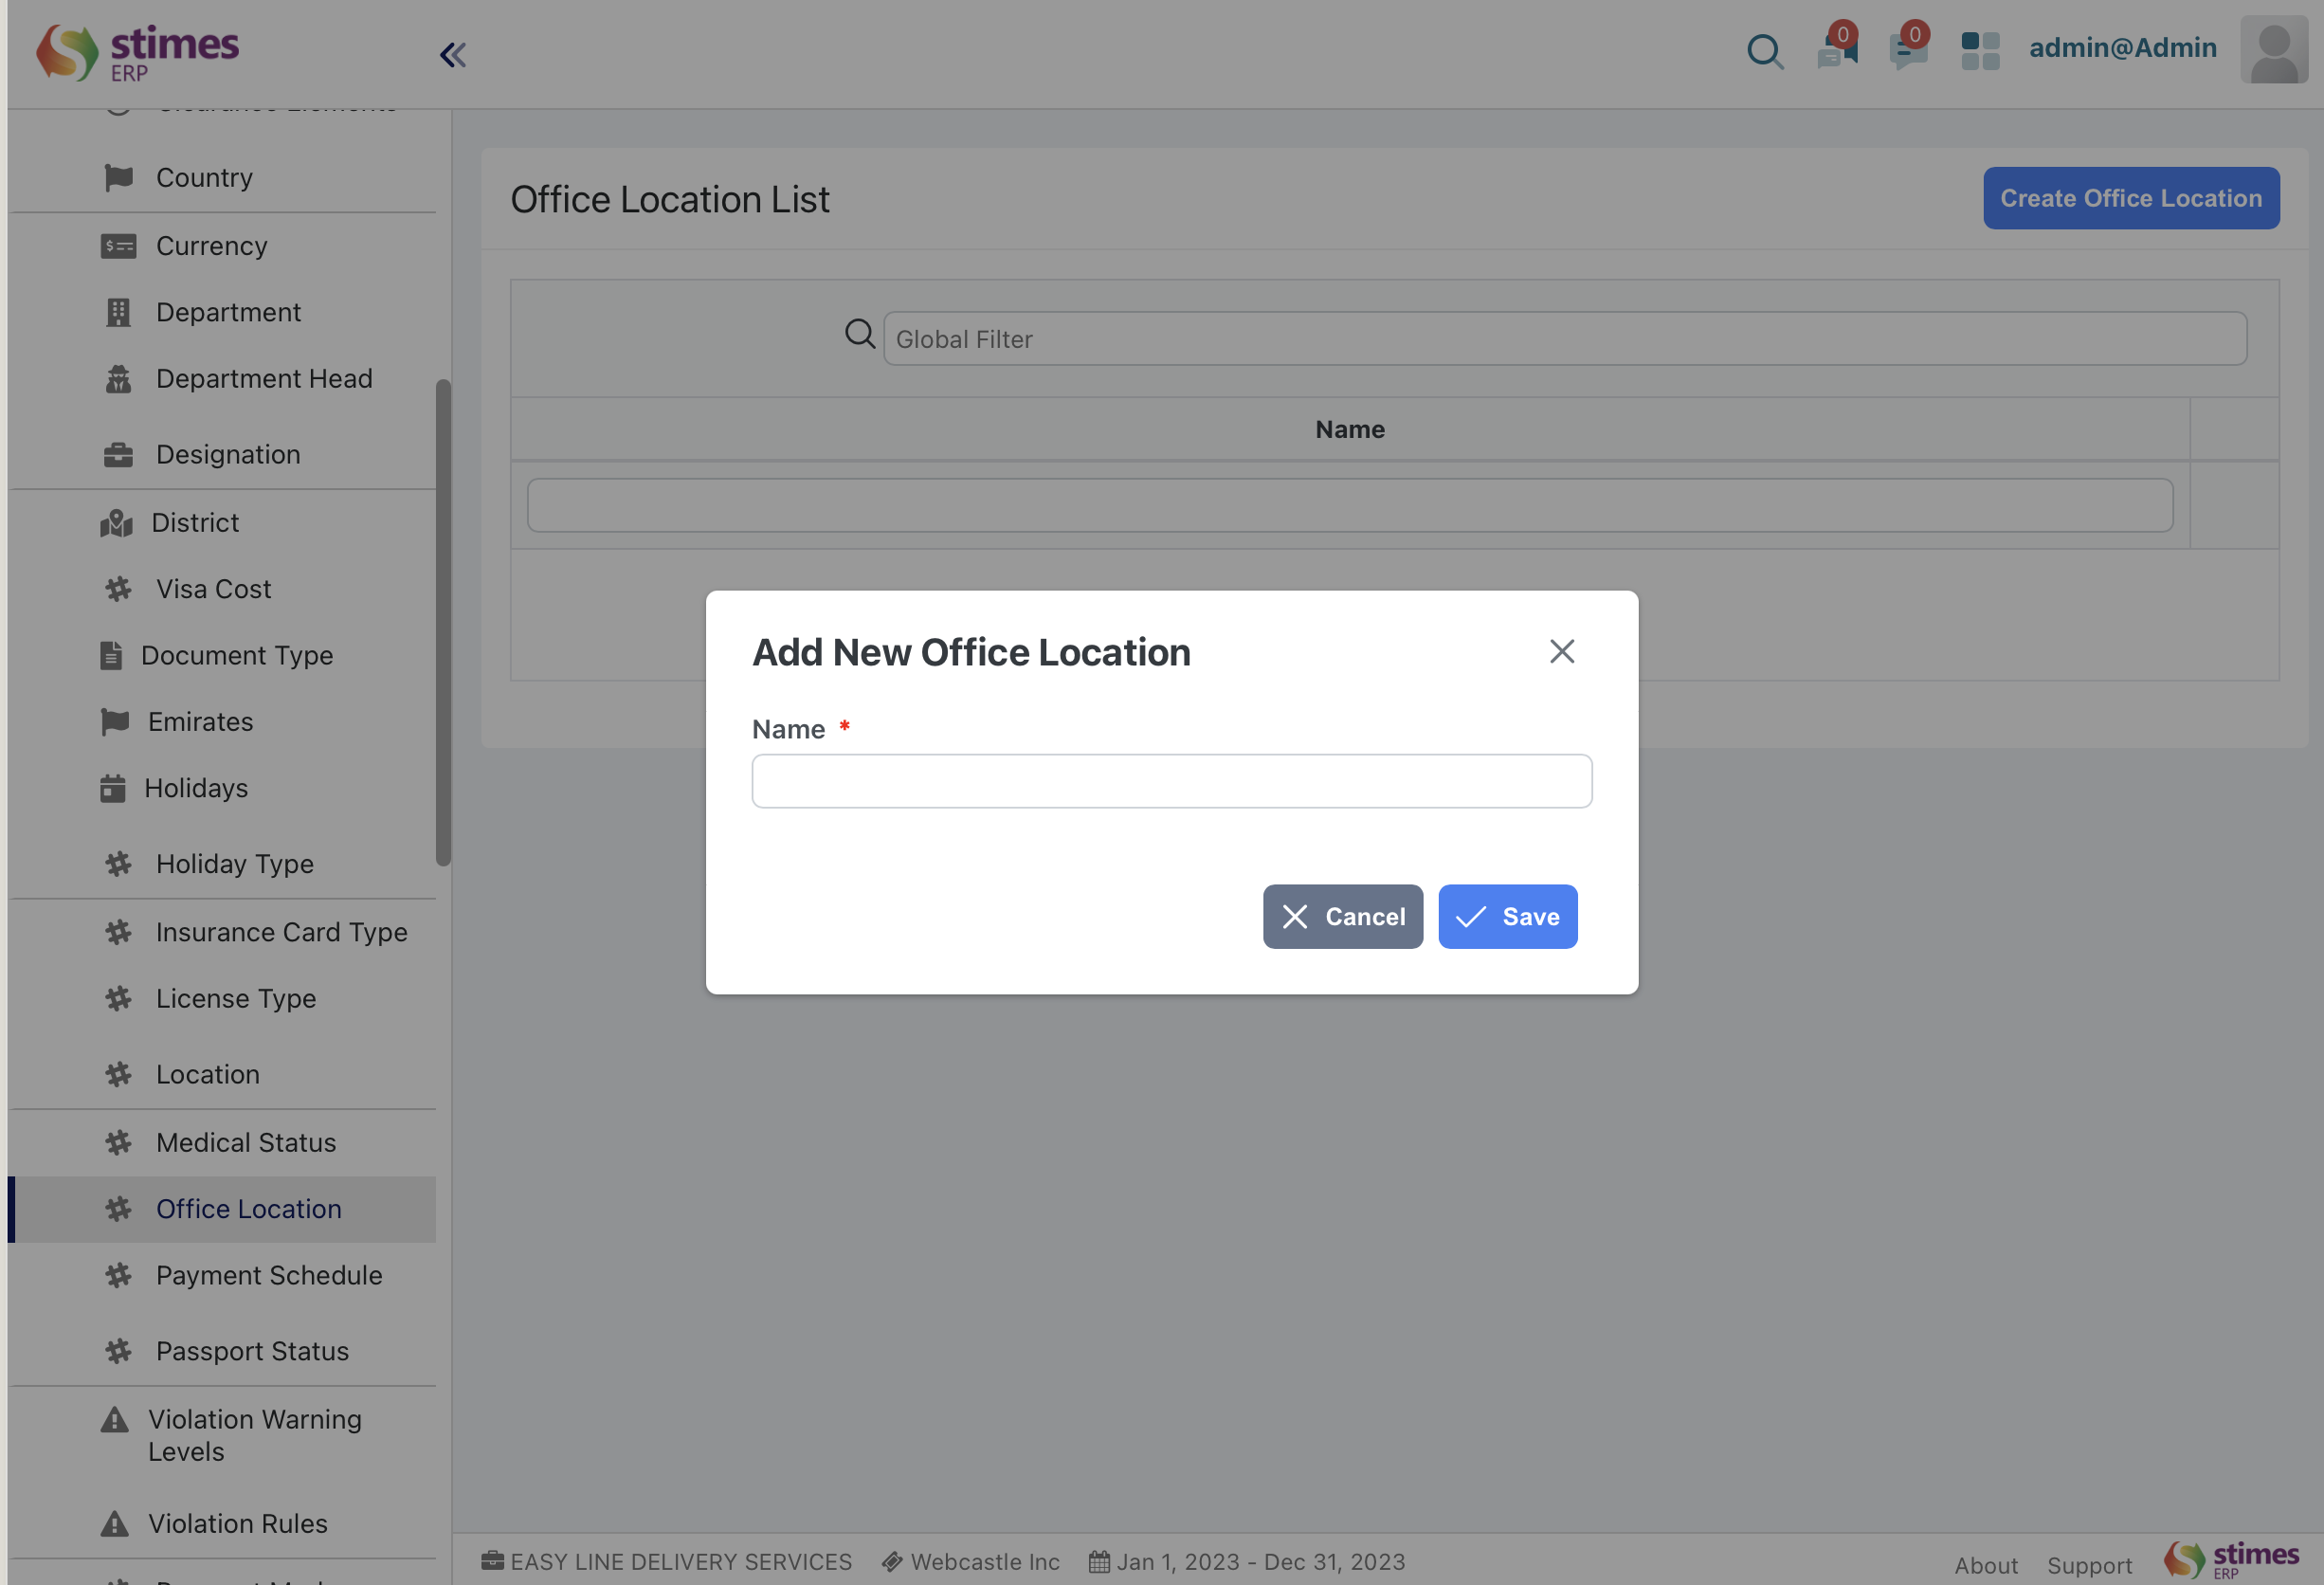 stimes
ERP
0
0
admin@Admin
Clearance Elements
Country
Currency
Department
Department Head
Designation
District
Visa Cost
Document Type
Emirates
Holidays
Holiday Type
Insurance Card Type
License Type
Location
Medical Status
Office Location
Payment Schedule
Passport Status
Violation Warning
Levels
Violation Rules
Office Location List
Create Office Location
Global Filter
Name
Add New Office Location
Name *
Cancel
Save
EASY LINE DELIVERY SERVICES
Webcastle Inc
Jan 1, 2023 - Dec 31, 2023
About
Support
stimes
ERP